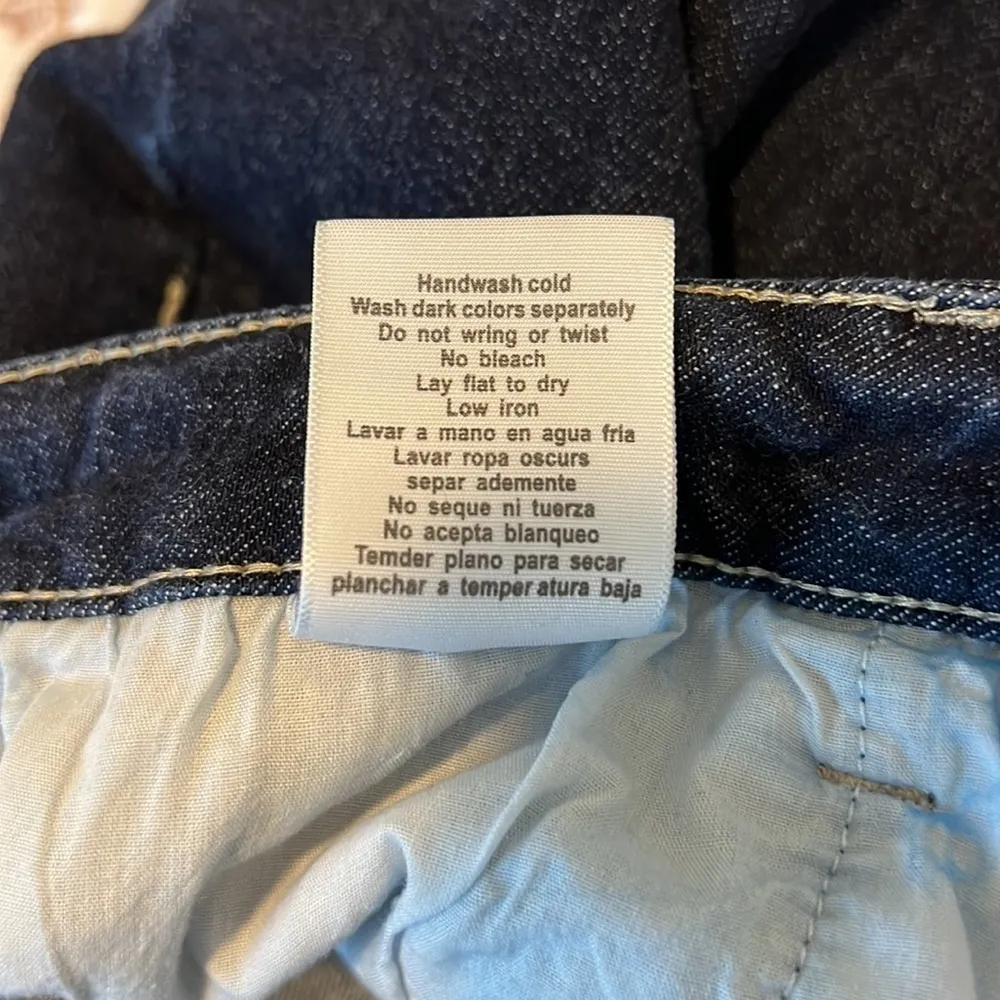 Handwash cold
Wash dark colors separately
Do not wring or twist
No bleach
Lay flat to dry
Low iron
Lavar a mano en agua fria
Lavar ropa oscurs
separ ademente
No seque ni tuerza
No acepta blanqueo
Temder plano para secar
planchar a temper atura baja